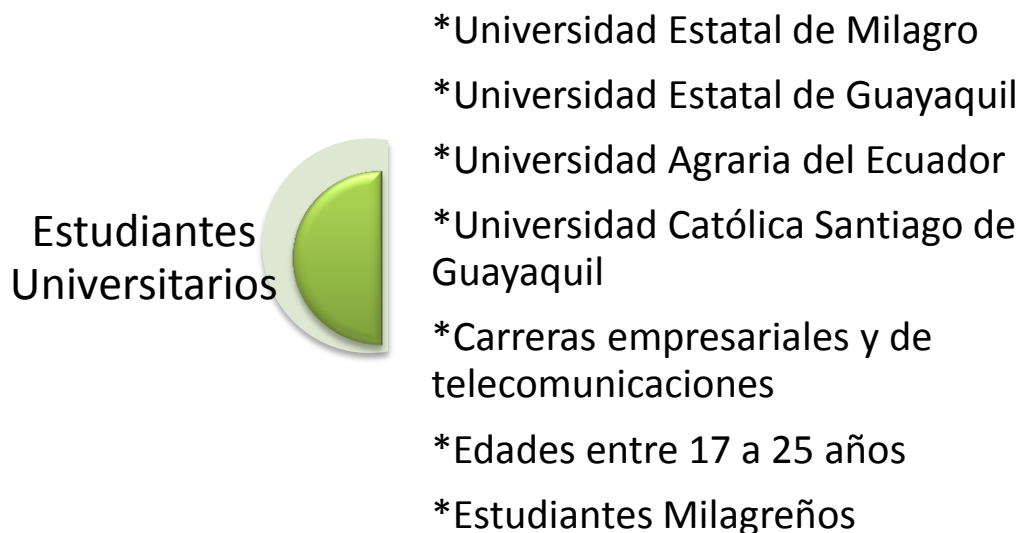 Estudiantes
Universitarios
*Universidad Estatal de Milagro
*Universidad Estatal de Guayaquil
*Universidad Agraria del Ecuador
*Universidad Católica Santiago de
Guayaquil
*Carreras empresariales y de
telecomunicaciones
*Edades entre 17 a 25 años
*Estudiantes Milagreños